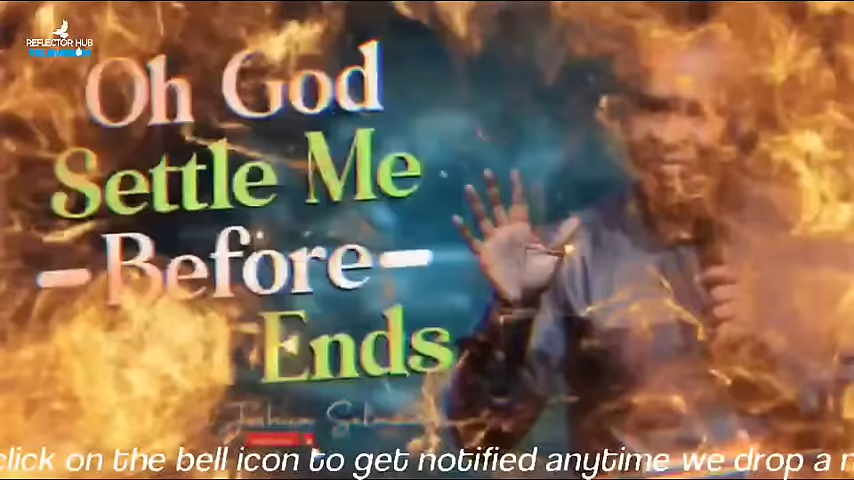 REFLECTOR HUB
Oh God
Settle Me
-Before-
Ends
click on the bell icon, to get notified anytime we drop a n